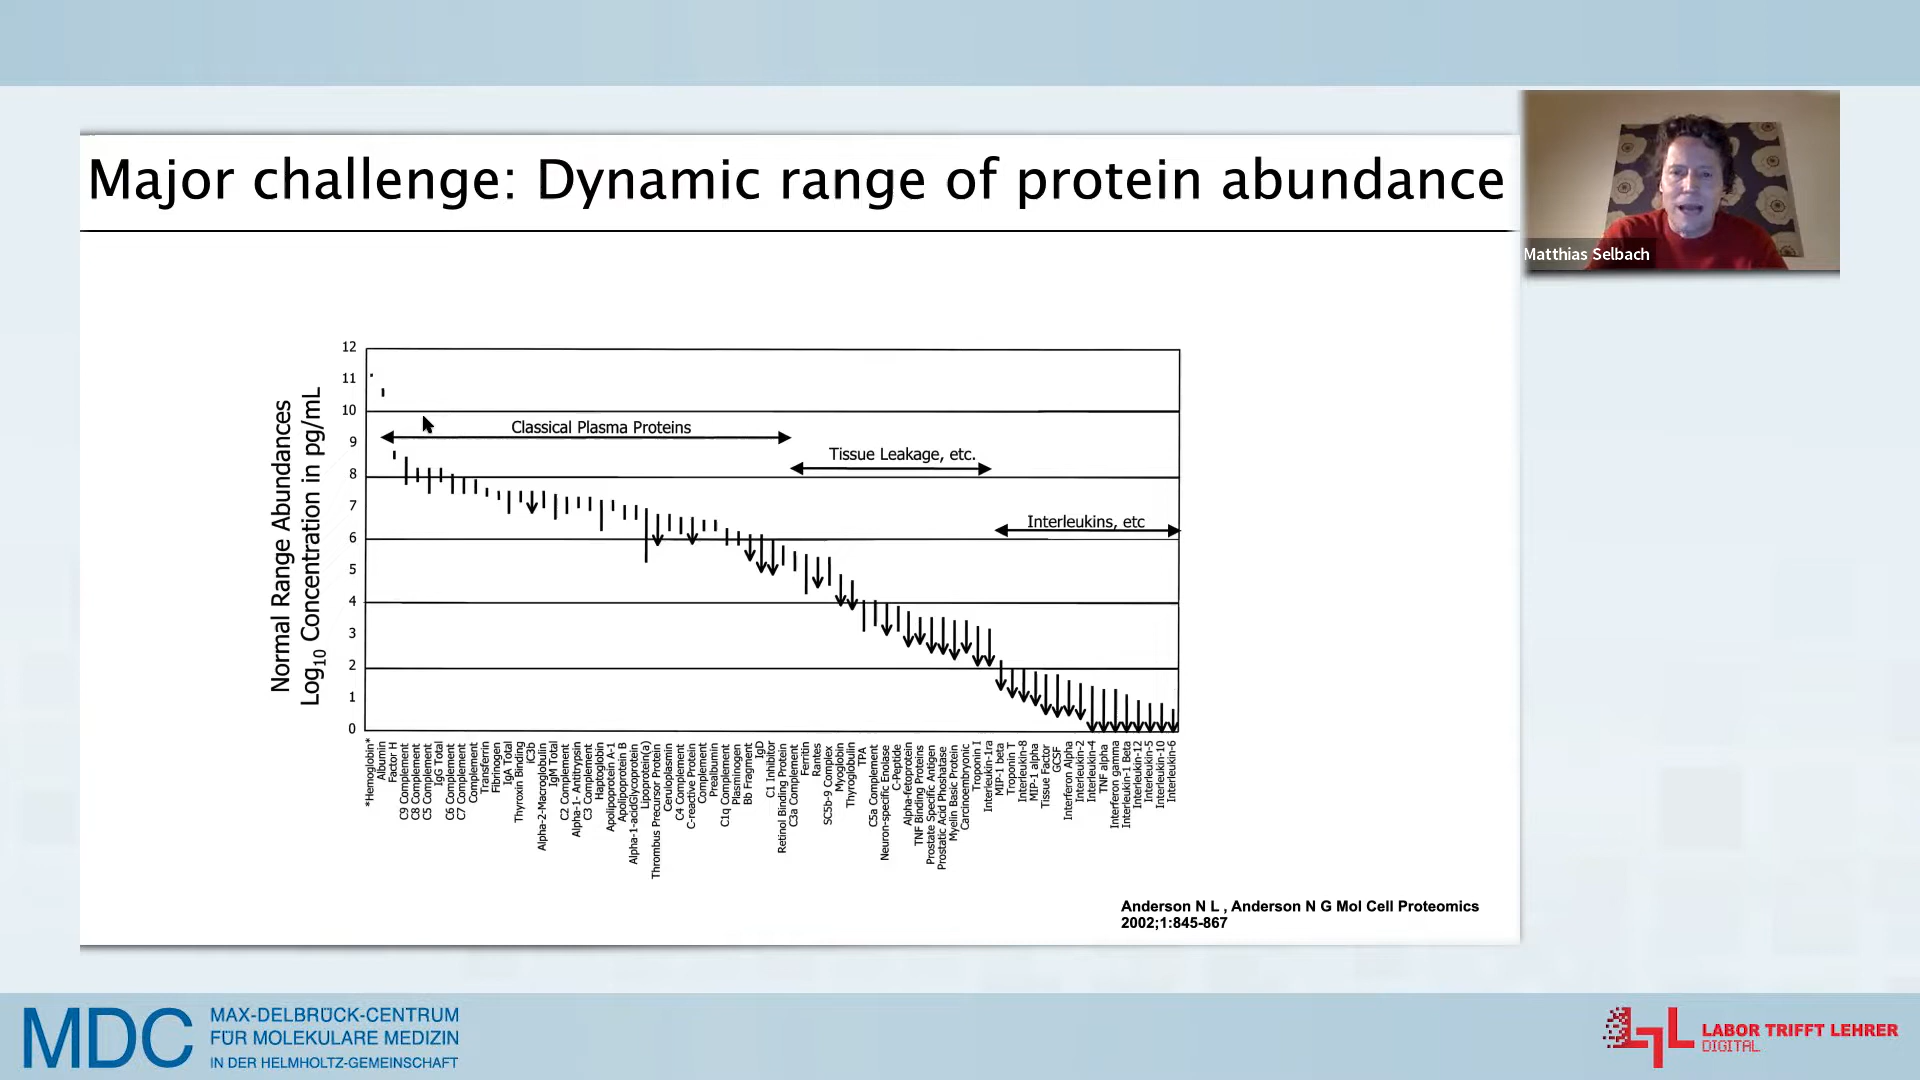 Major challenge: Dynamic range of protein abundance
Matthias Selbach
Normal Range Abundances
Log10 Concentration in pg/mL
12
11
10
9
8
7
6
5
4
3
2
1
0
Classical Plasma Proteins
Tissue Leakage, etc.
Interleukins, etc
*Hemoglobin*
Albumin
Factor H
C9 Complement
C8 Complement
C5 Complement
IgG Total
C6 Complement
C7 Complement
Complement
Transferrin
Fibrinogen
IgA Total
Thyroxin Binding
iC3b
Alpha-2-Macroglobulin
IgM Total
C2 Complement
Alpha-1- Antitrypsin
C3 Complement
Haptoglobin
Apolipoprotein A-1
Apolipoprotein B
Alpha-1-acidGlycoprotein
Lipoprotein(a)
Thrombus Precursor Protein
Ceruloplasmin
C4 Complement
C-reactive Protein
Complement
Prealbumin
C1q Complement
Plasminogen
Bb Fragment
IgD
C1 Inhibitor
Retinol Binding Protein
C3a Complement
Ferritin
Rantes
SC5b-9 Complex
Myoglobin
Thyroglobulin
TPA
C5a Complement
Neuron-specific Enolase
C-Peptide
Alpha-fetoprotein
TNF Binding Proteins
Prostate Specific Antigen
Prostatic Acid Phosphatase
Myelin Basic Protein
Carcinoembryonic
Troponin I
Interleukin-1ra
MIP-1 beta
Troponin T
Interleukin-8
MIP-1 alpha
Tissue Factor
GCSF
Interferon Alpha
Interleukin-2
Interleukin-4
TNF alpha
Interferon gamma
Interleukin-1 Beta
Interleukin-12
Interleukin-5
Interleukin-10
Interleukin-6
Anderson N L , Anderson N G Mol Cell Proteomics
2002;1:845-867
MDC
MAX-DELBRÜCK-CENTRUM
FÜR MOLEKULARE MEDIZIN
IN DER HELMHOLTZ-GEMEINSCHAFT
LABOR TRIFFT LEHRER
DIGITAL